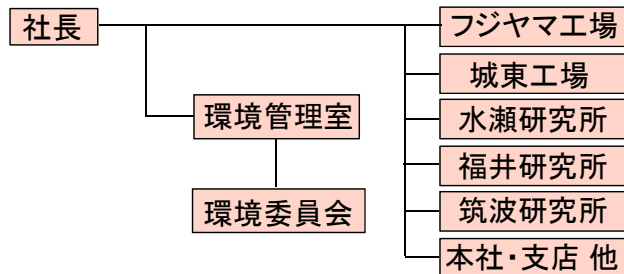 社長
フジヤマ工場
城東工場
環境管理室
水瀬研究所
福井研究所
環境委員会
筑波研究所
本社・支店 他